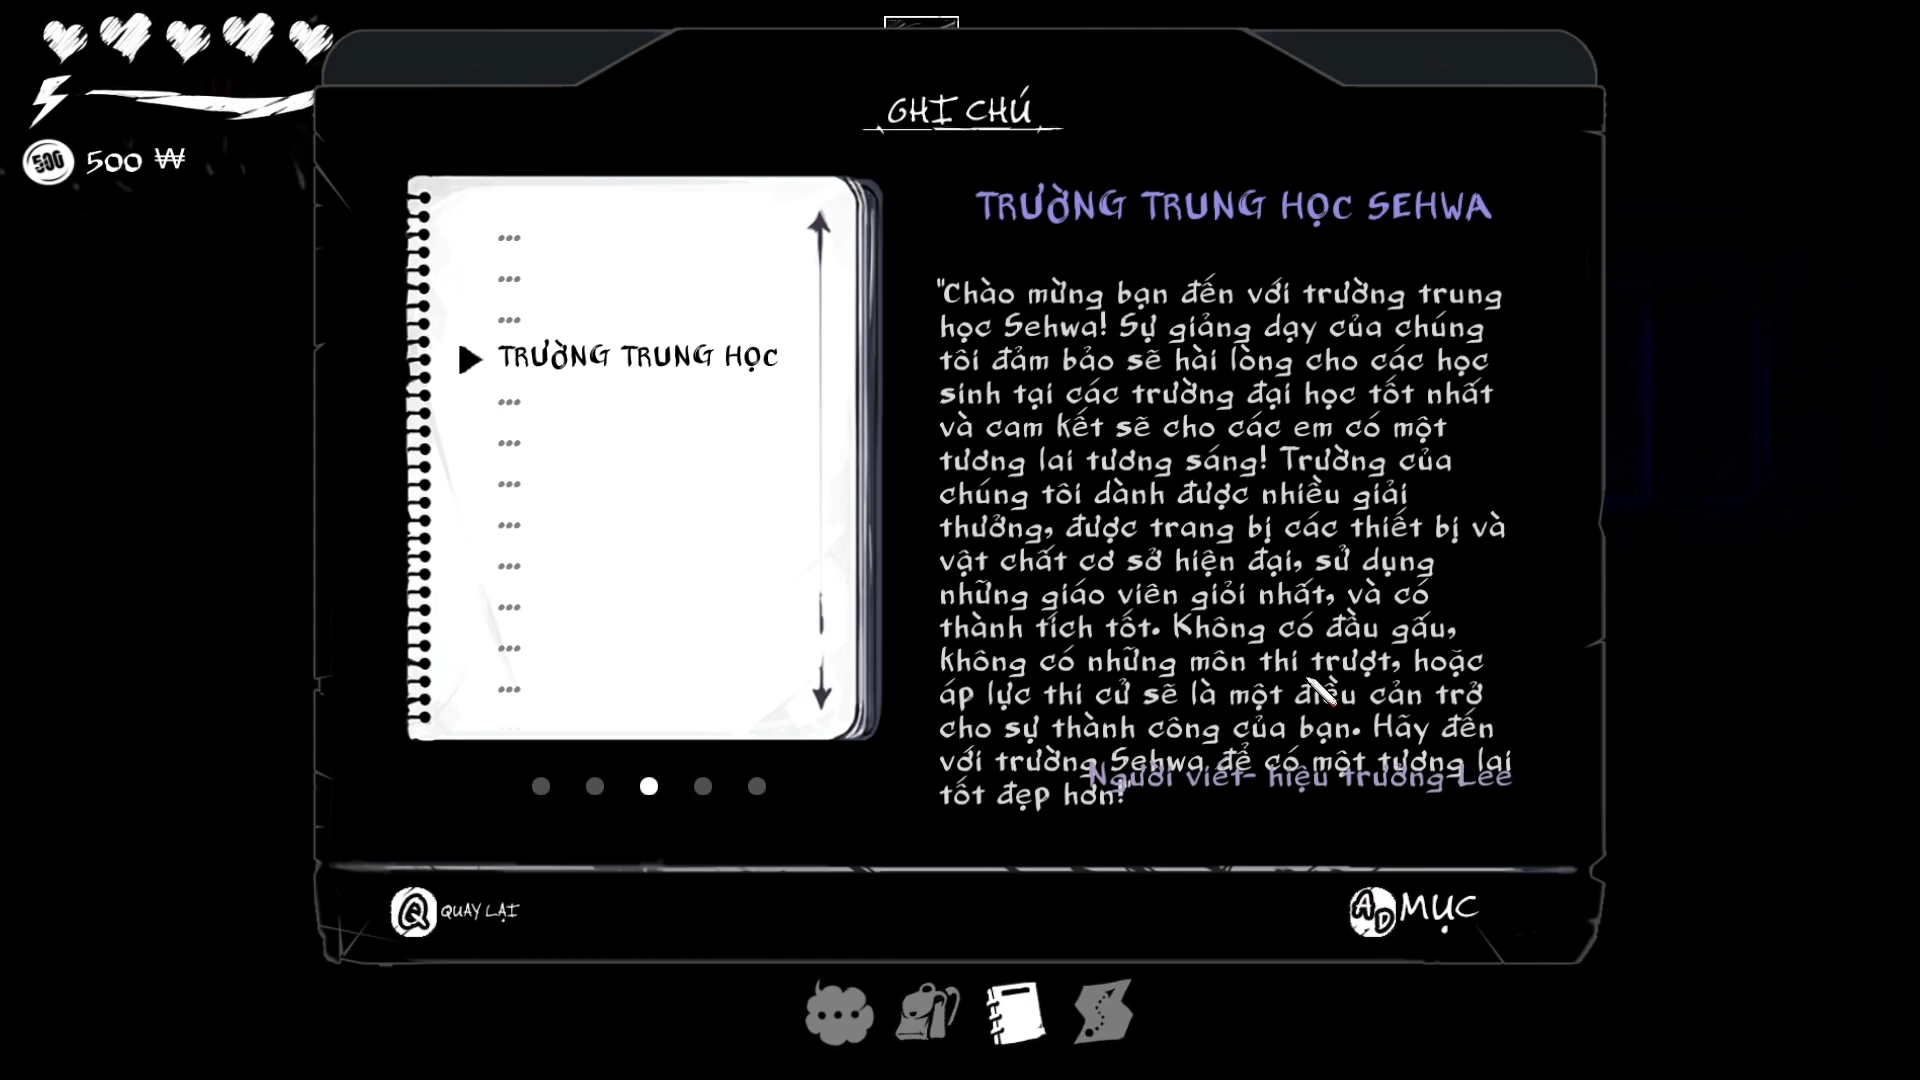 GHI CHÚ
500
500 ₩
TRƯỜNG TRUNG HỌC SEHWA
...
...
...
TRƯỜNG TRUNG HỌC
...
...
...
...
...
...
...
...
"Chào mừng bạn đến với trường trung
học Sehwa! Sự giảng dạy của chúng
tôi đảm bảo sẽ hài lòng cho các học
sinh tại các trường đại học tốt nhất
và cam kết sẽ cho các em có một
tương lai tương sáng! Trường của
chúng tôi dành được nhiều giải
thưởng, được trang bị các thiết bị và
vật chất cơ sở hiện đại, sử dụng
những giáo viên giỏi nhất, và có
thành tích tốt. Không có đầu gấu,
không có những môn thi trượt, hoặc
áp lực thi cử sẽ là một điều cản trở
cho sự thành công của bạn. Hãy đến
với trường Sehwa để có một tương lai
tốt đẹp hơn!"
Người viết- hiệu trưởng Lee
Q QUAY LẠI
A D MỤC